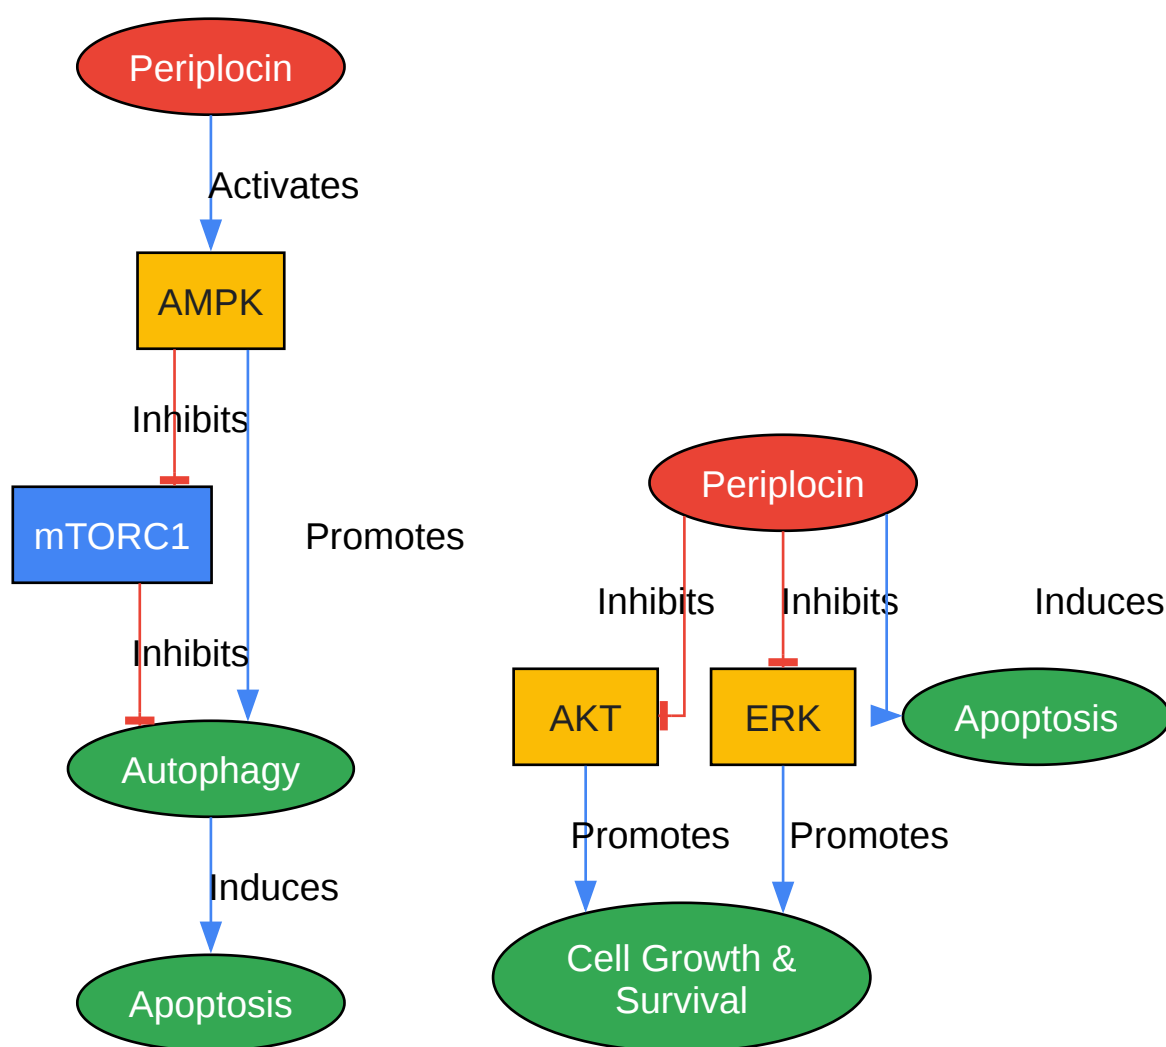 Periplocin
Activates
AMPK
Inhibits
mTORC1
Promotes
Inhibits
Autophagy
Induces
Apoptosis
Periplocin
Inhibits
Inhibits
Induces
AKT
ERK
Apoptosis
Promotes
Promotes
Cell Growth &
Survival